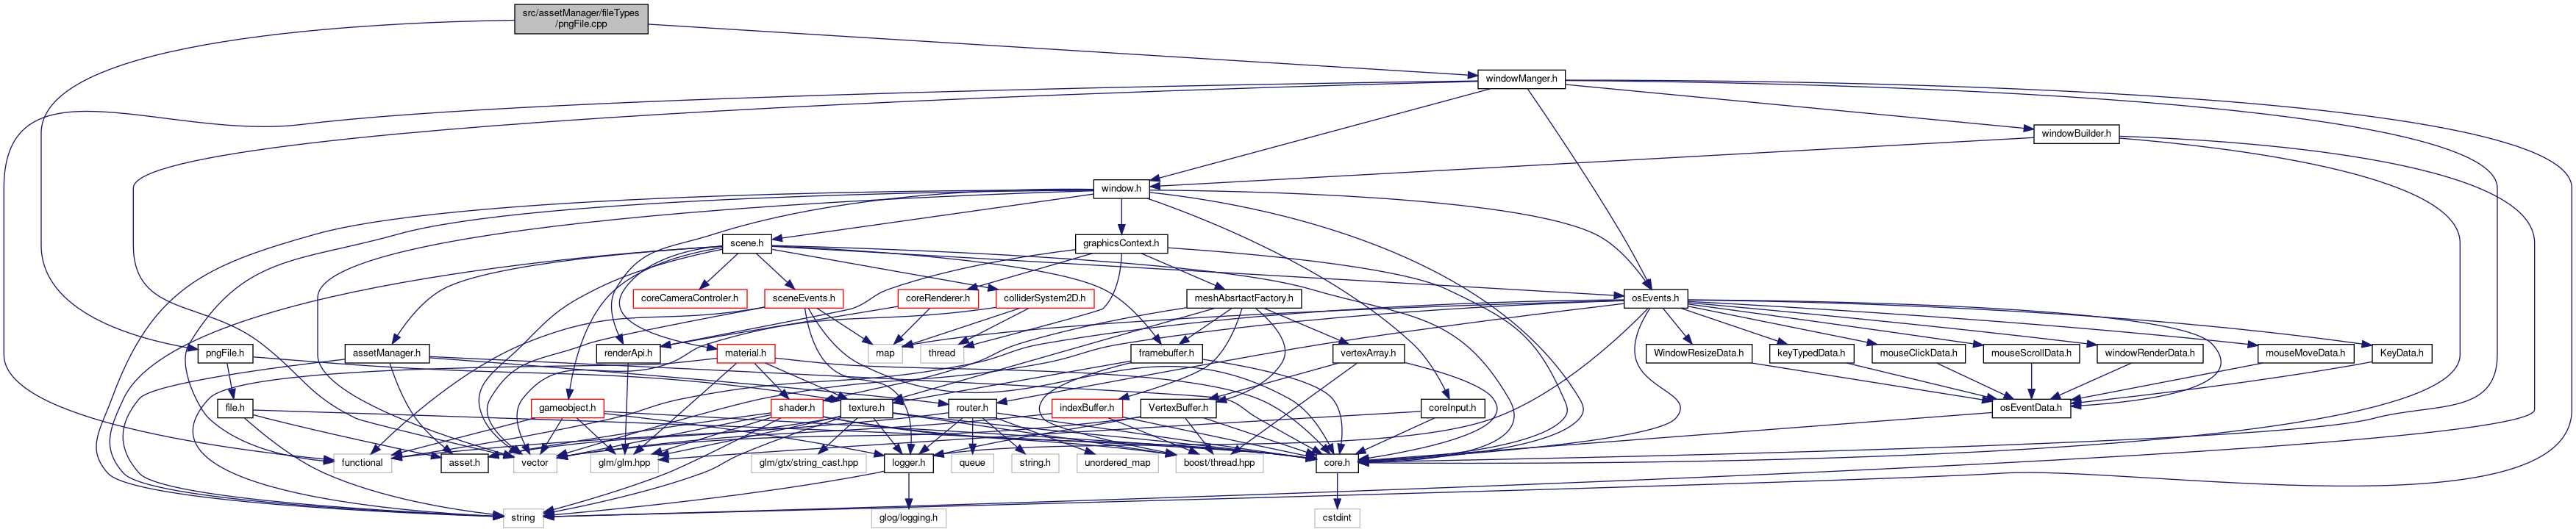 src/assetManager/fileTypes
/pngFile.cpp
windowManger.h
windowBuilder.h
window.h
scene.h
graphicsContext.h
coreCameraControler.h
sceneEvents.h
coreRenderer.h
colliderSystem2D.h
meshAbsrtactFactory.h
osEvents.h
pngFile.h
assetManager.h
renderApi.h
material.h
map
thread
framebuffer.h
vertexArray.h
WindowResizeData.h
keyTypedData.h
mouseClickData.h
mouseScrollData.h
windowRenderData.h
mouseMoveData.h
KeyData.h
file.h
gameobject.h
shader.h
texture.h
router.h
indexBuffer.h
VertexBuffer.h
coreInput.h
osEventData.h
functional
asset.h
vector
glm/glm.hpp
glm/gtx/string_cast.hpp
logger.h
queue
string.h
unordered_map
boost/thread.hpp
core.h
string
glog/logging.h
cstdint